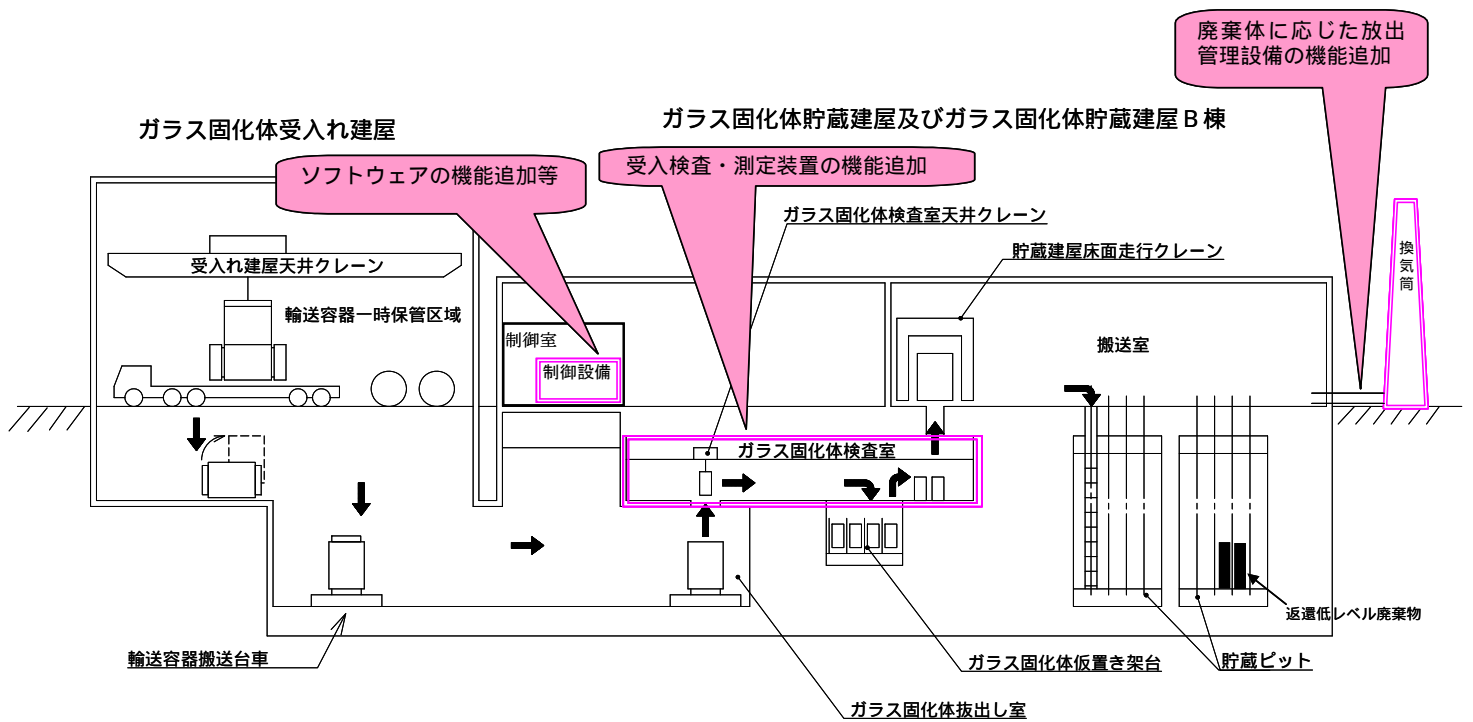 廃棄体に応じた放出
管理設備の機能追加
ガラス固化体受入れ建屋
ガラス固化体貯蔵建屋及びガラス固化体貯蔵建屋B棟
ソフトウェアの機能追加等
受入検査・測定装置の機能追加
ガラス固化体検査室天井クレーン
貯蔵建屋床面走行クレーン
受入れ建屋天井クレーン
換気筒
輸送容器一時保管区域
制御室
搬送室
制御設備
ガラス固化体検査室
返還低レベル廃棄物
輸送容器搬送台車
ガラス固化体仮置き架台
貯蔵ピット
ガラス固化体抜出し室